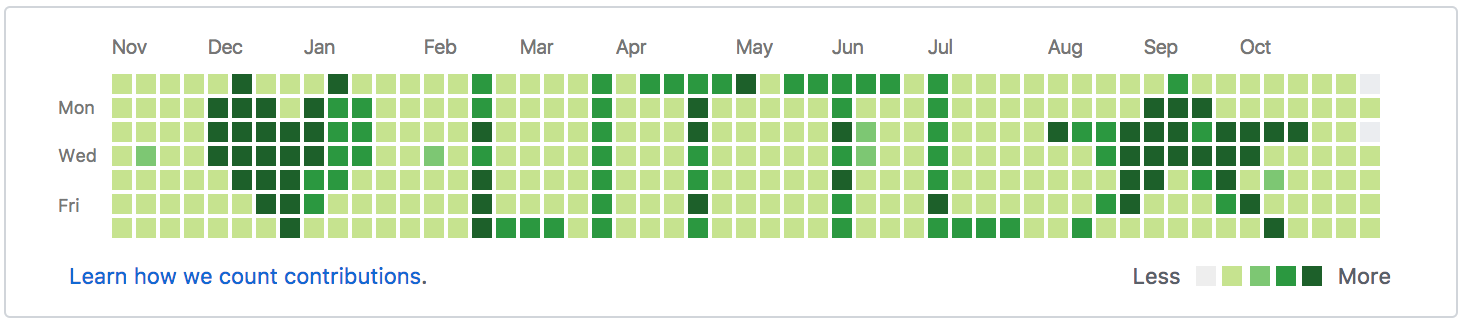 Nov Dec Jan Feb Mar Apr May Jun Jul Aug Sep Oct
LITTL
Mon
Wed
Fri
Learn how we count contributions. Less More